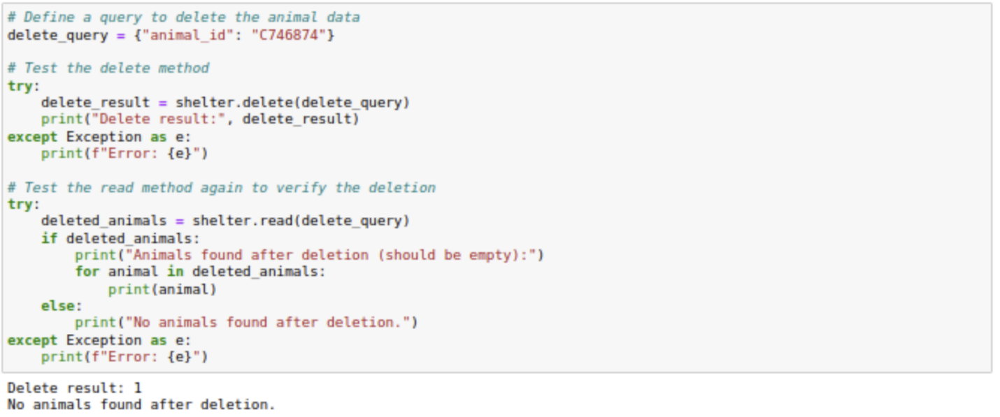 # Define a query to delete the animal data
delete_query = {"animal_id": "C746874"}

# Test the delete method
try:
    delete_result = shelter.delete(delete_query)
    print("Delete result:", delete_result)
except Exception as e:
    print(f"Error: {e}")

# Test the read method again to verify the deletion
try:
    deleted_animals = shelter.read(delete_query)
    if deleted_animals:
        print("Animals found after deletion (should be empty):")
        for animal in deleted_animals:
            print(animal)
    else:
        print("No animals found after deletion.")
except Exception as e:
    print(f"Error: {e}")

Delete result: 1
No animals found after deletion.